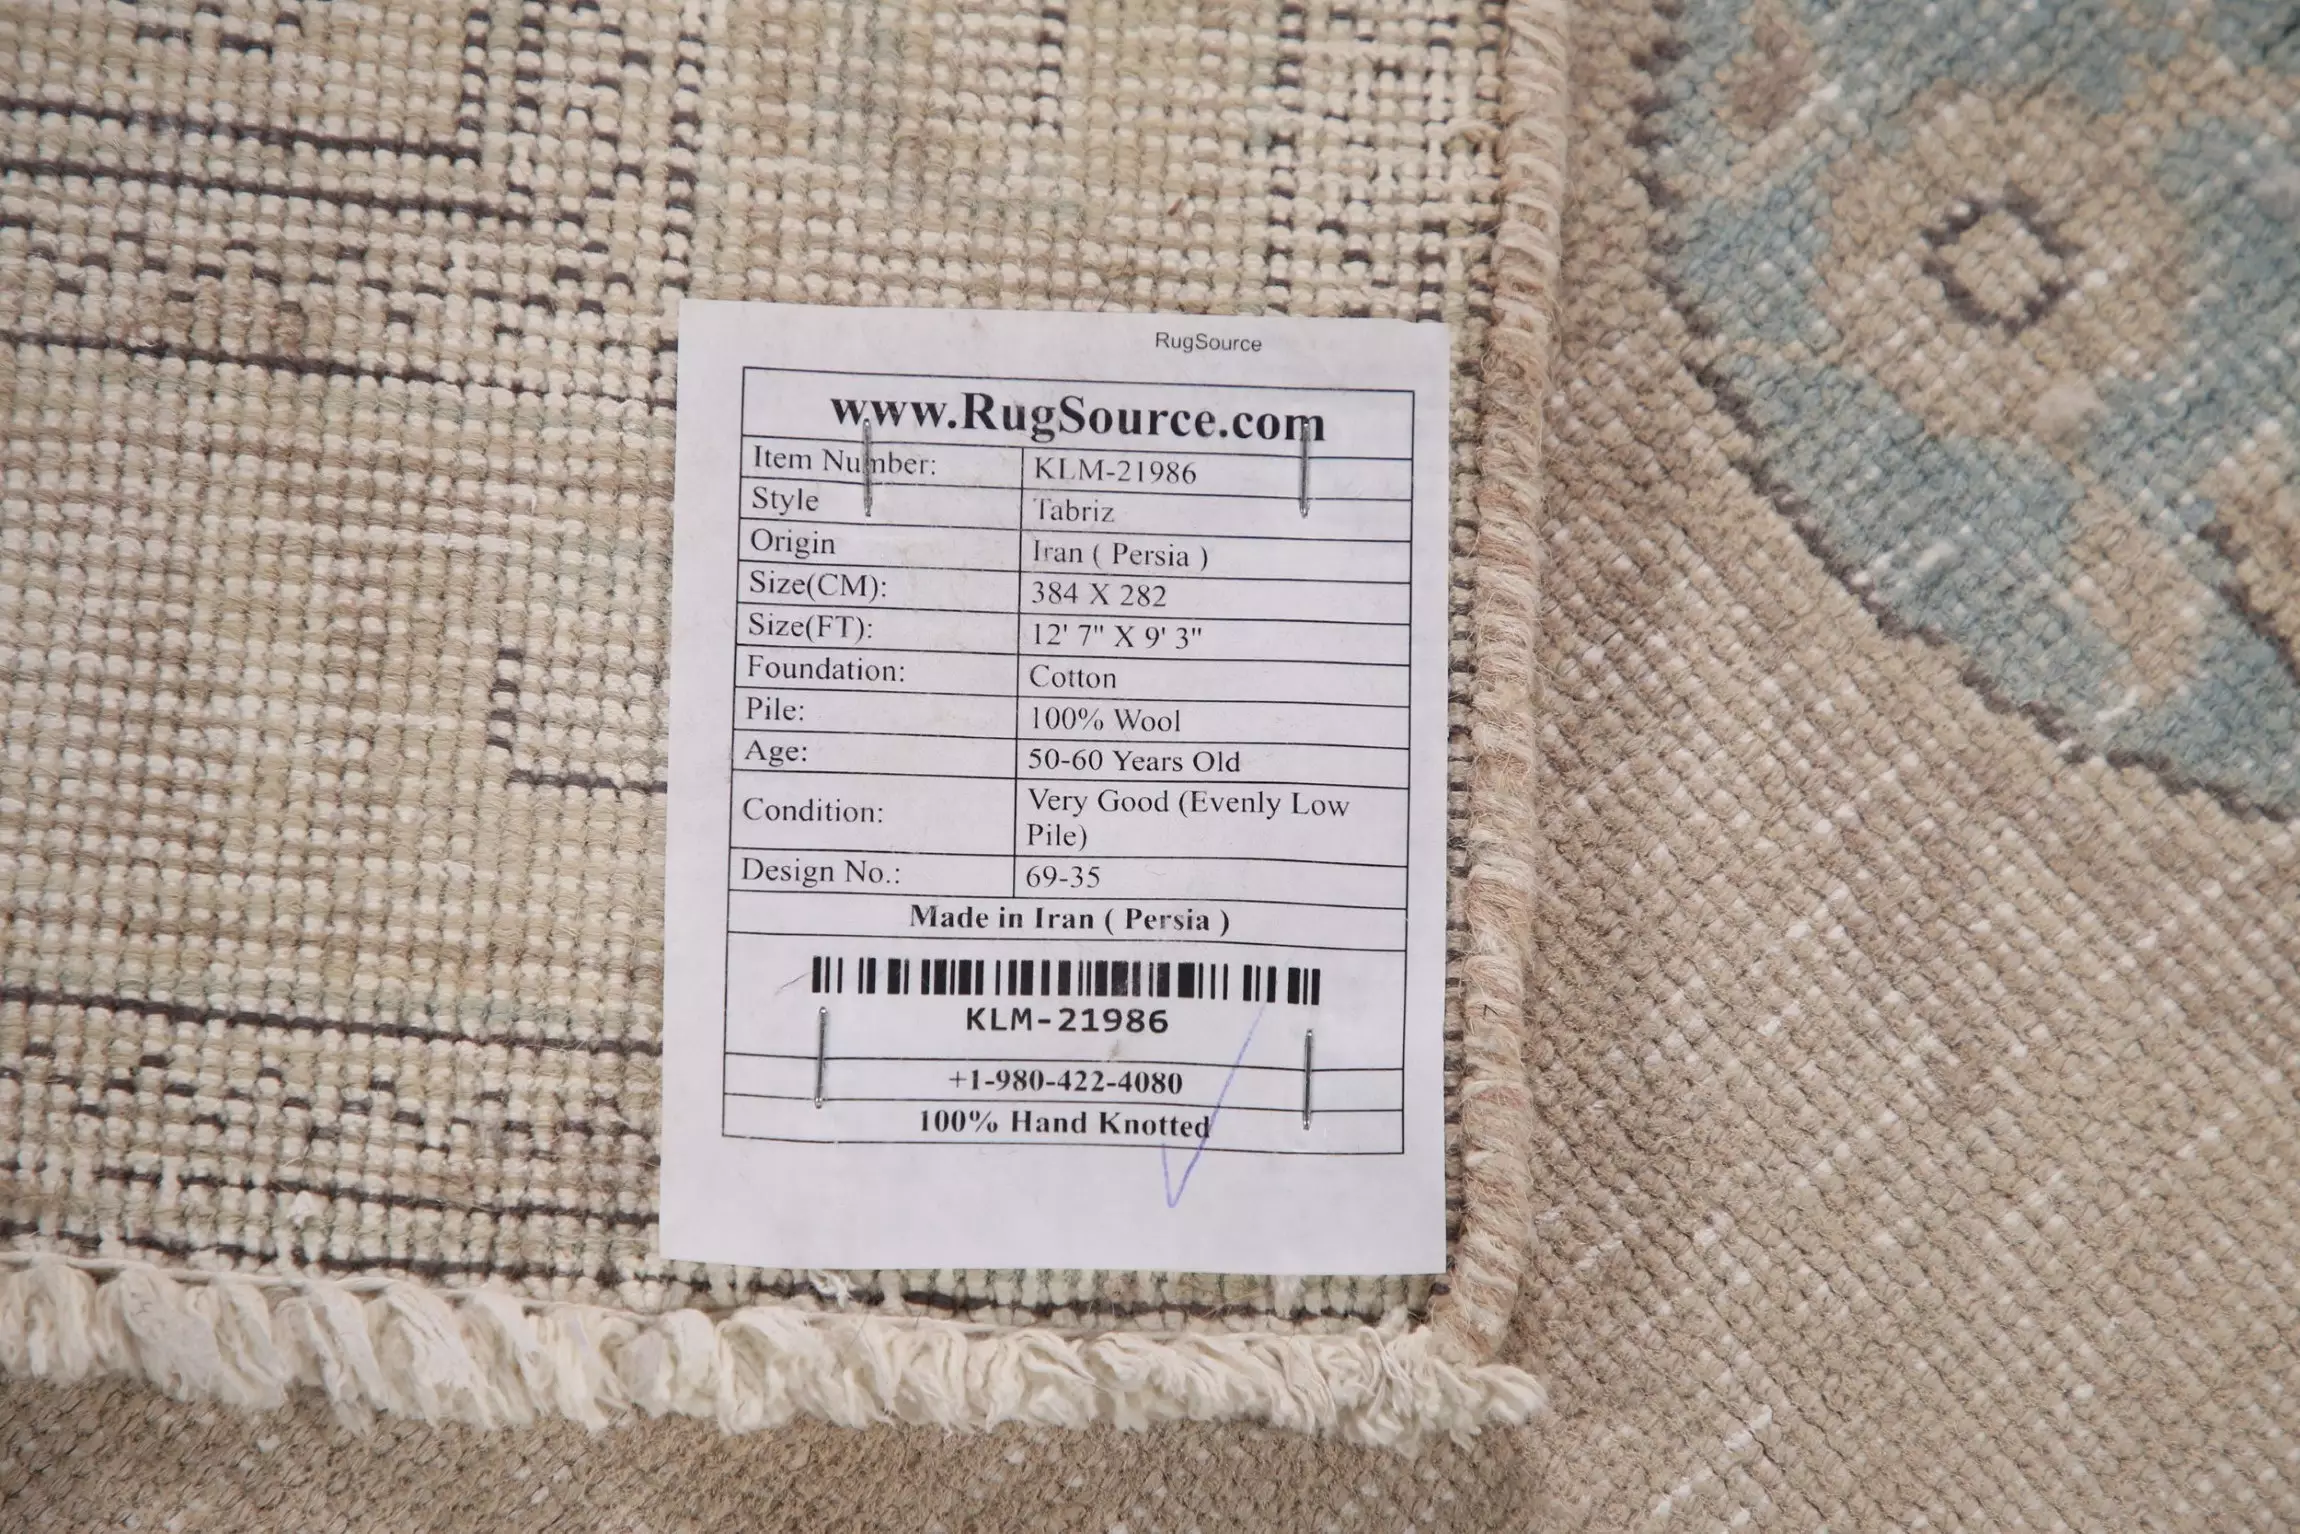 RugSource
www.RugSource.com
Item Number: KLM-21986
Style Tabriz
Origin Iran ( Persia )
Size(CM): 384 X 282
Size(FT): 12' 7" X 9' 3"
Foundation: Cotton
Pile: 100% Wool
Age: 50-60 Years Old
Condition: Very Good (Evenly Low
Pile)
Design No.: 69-35
Made in Iran ( Persia )
KLM-21986
+1-980-422-4080
100% Hand Knotted